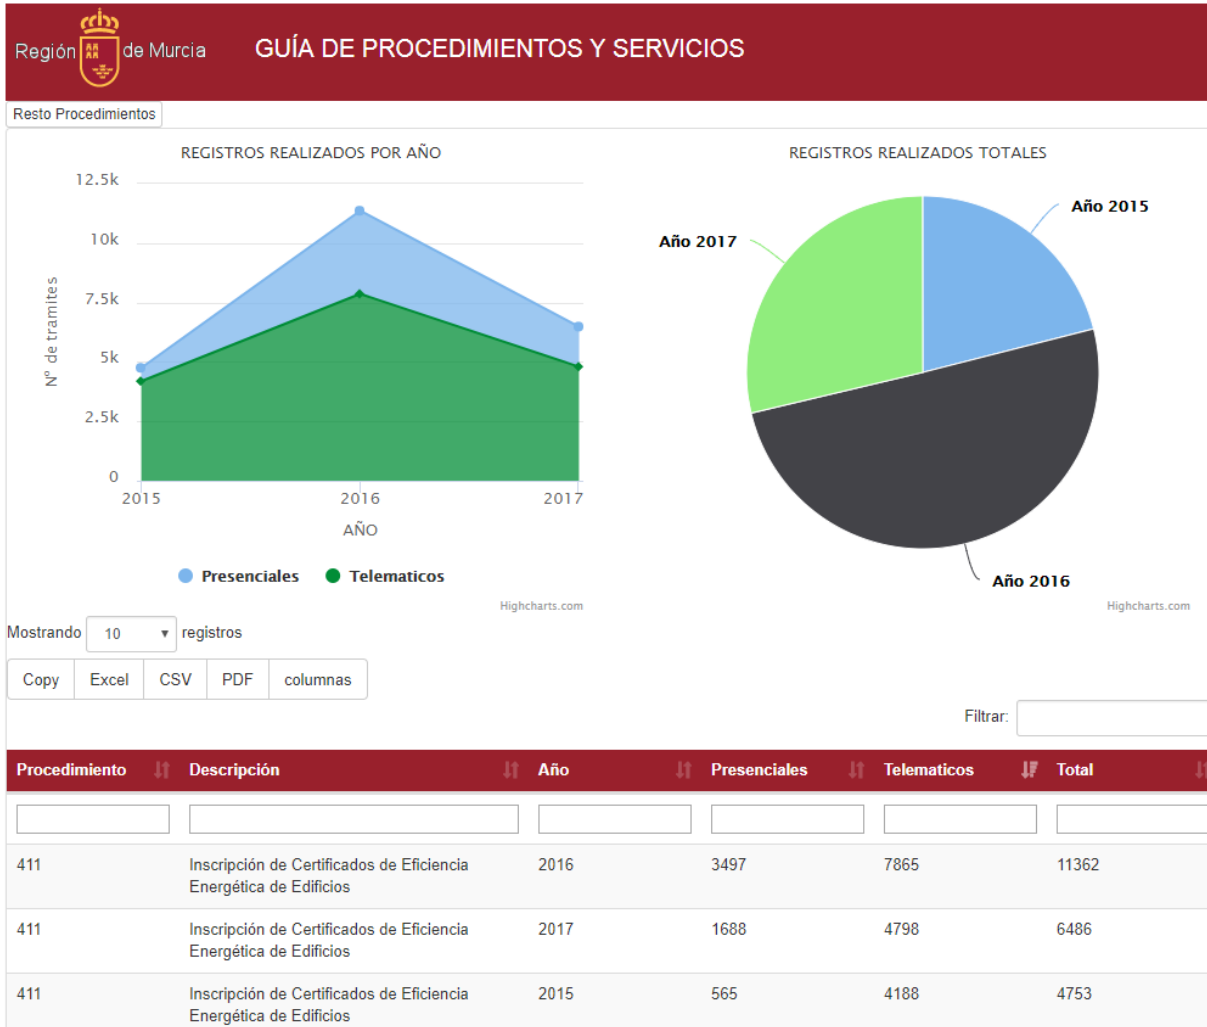 Región de Murcia GUÍA DE PROCEDIMIENTOS Y SERVICIOS
Resto Procedimientos
REGISTROS REALIZADOS POR AÑO
12.5k
10k
7.5k
5k
2.5k
0
Nº de tramites
2015 2016 2017
AÑO
Presenciales Telematicos
Highcharts.com
REGISTROS REALIZADOS TOTALES
Año 2015
Año 2017
Año 2016
Highcharts.com
Mostrando 10 registros
Copy Excel CSV PDF columnas
Filtrar:
Procedimiento Descripción Año Presenciales Telematicos Total
411 Inscripción de Certificados de Eficiencia 2016 3497 7865 11362
Energética de Edificios
411 Inscripción de Certificados de Eficiencia 2017 1688 4798 6486
Energética de Edificios
411 Inscripción de Certificados de Eficiencia 2015 565 4188 4753
Energética de Edificios